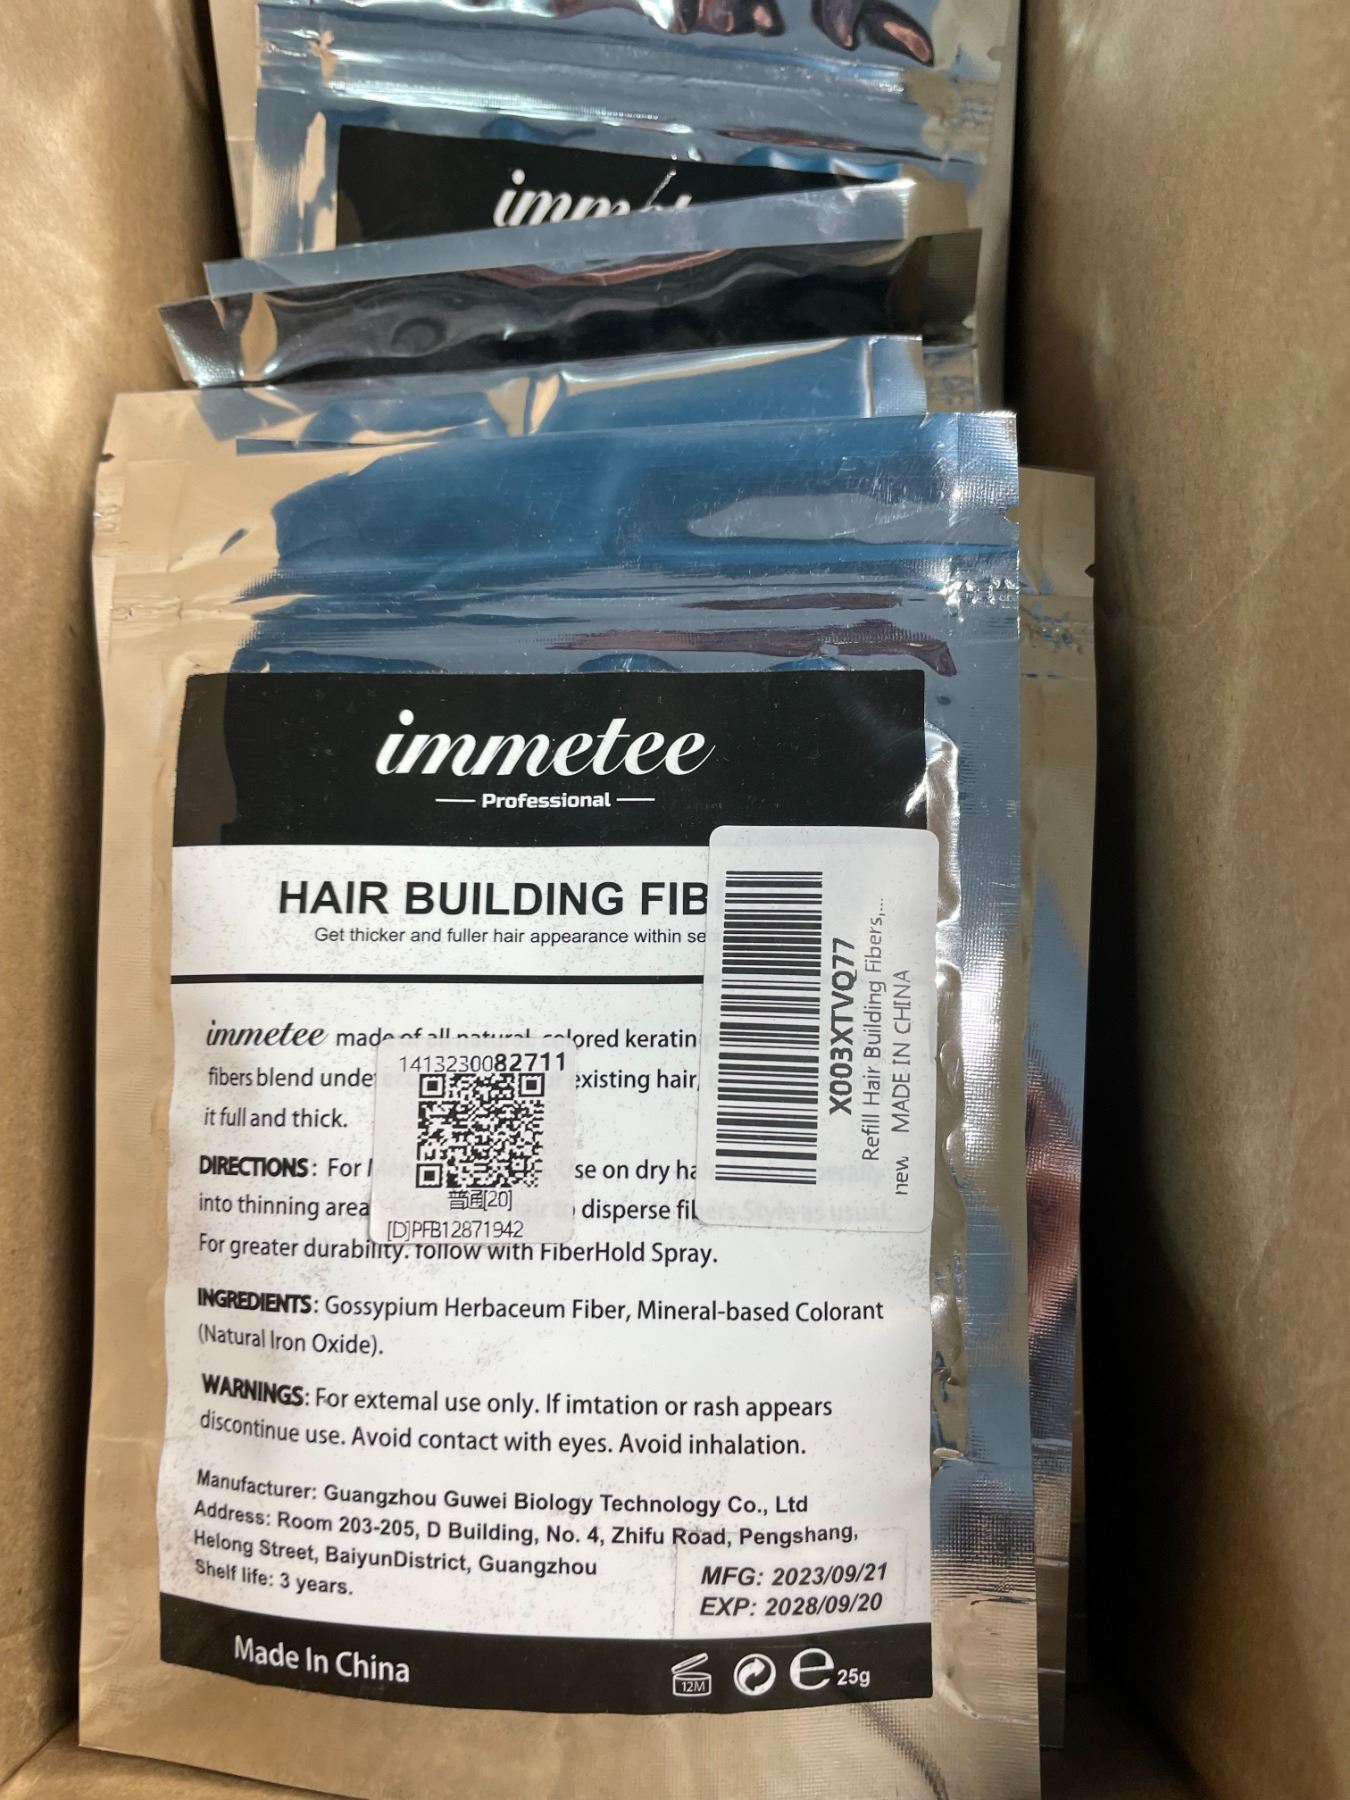 immetee
Professional
HAIR BUILDING FIB
Get thicker and fuller hair appearance within se
immetee made of all natural colored keratin
fibers blend unde existing hair,
it full and thick.
DIRECTIONS: For se on dry ha
into thinning area disperse fi
For greater durability. follow with FiberHold Spray.
INGREDIENTS: Gossypium Herbaceum Fiber, Mineral-based Colorant
(Natural Iron Oxide).
WARNINGS: For extemal use only. If imtation or rash appears
discontinue use. Avoid contact with eyes. Avoid inhalation.
Manufacturer: Guangzhou Guwei Biology Technology Co., Ltd
Address: Room 203-205, D Building, No. 4, Zhifu Road, Pengshang,
Helong Street, BaiyunDistrict, Guangzhou
Shelf life: 3 years.
MFG: 2023/09/21
EXP: 2028/09/20
Made In China
12M
e 25g
1413230082711
普通[20]
[D]PFB12871942
X003XTVQ77
Refill Hair Building Fibers,...
new MADE IN CHINA